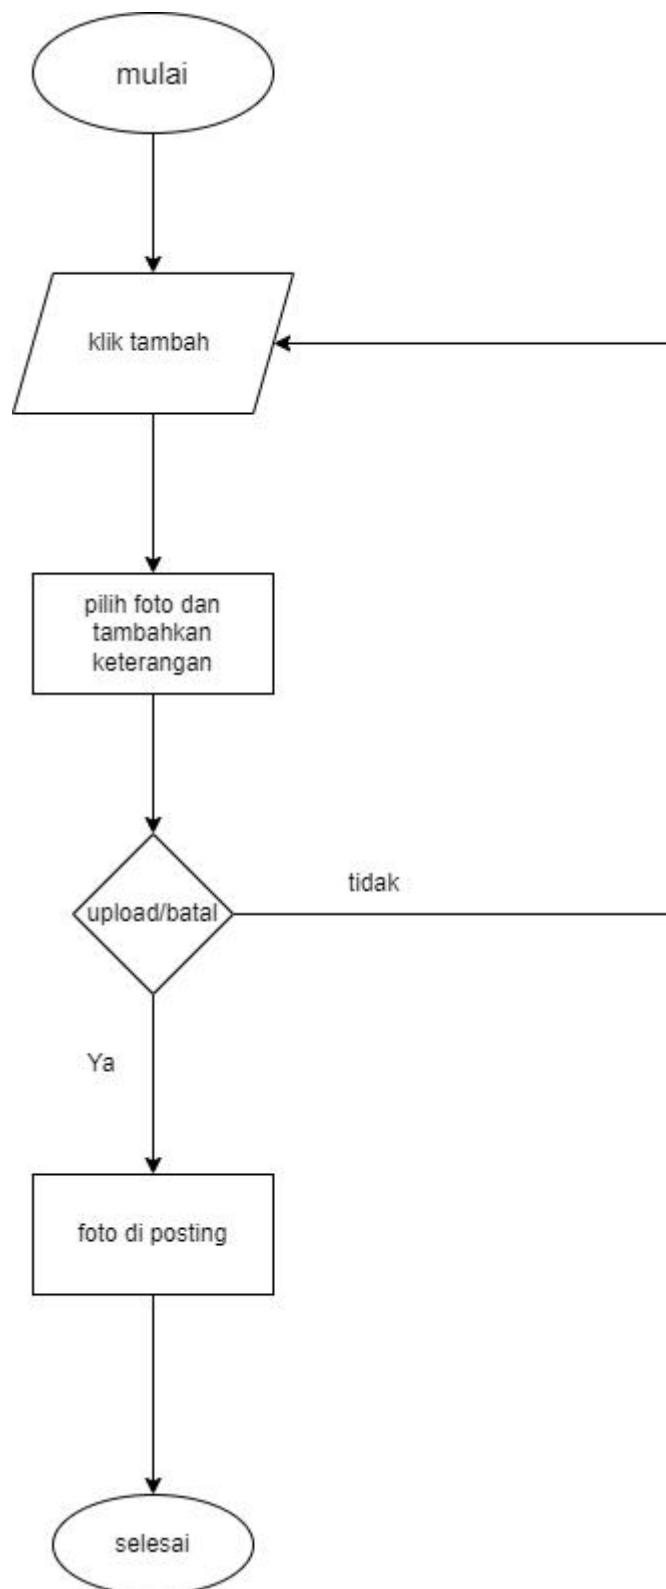 mulai
klik tambah
pilih foto dan
tambahkan
keterangan
upload/batal
tidak
Ya
foto di posting
selesai